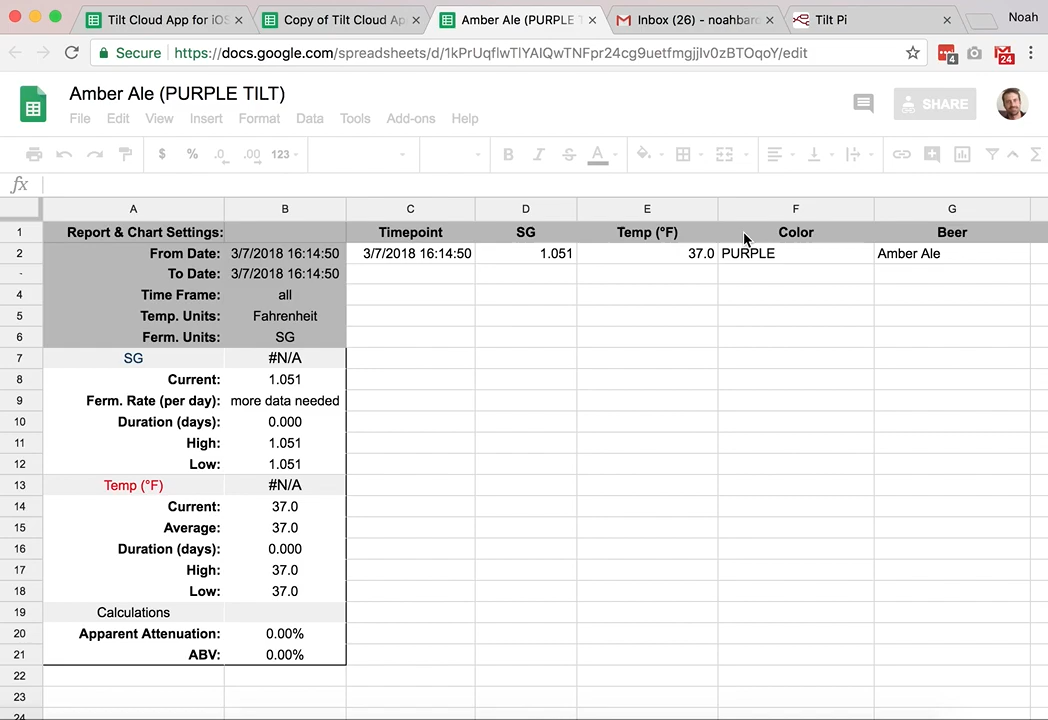 Tilt Cloud App for iOS × Copy of Tilt Cloud Ap × Amber Ale (PURPLE T × Inbox (26) - noahbaro × Tilt Pi × Noah
Secure https://docs.google.com/spreadsheets/d/1kPrUqflwTlYAIQwTNFpr24cg9uetfmgjjlv0zBTOqoY/edit 4 24
Amber Ale (PURPLE TILT)
SHARE
File Edit View Insert Format Data Tools Add-ons Help
$ % .0 .00 123 B I S A Σ
fx
A B C D E F G
1 Report & Chart Settings: Timepoint SG Temp (°F) Color Beer
2 From Date: 3/7/2018 16:14:50 3/7/2018 16:14:50 1.051 37.0 PURPLE Amber Ale
- To Date: 3/7/2018 16:14:50
4 Time Frame: all
5 Temp. Units: Fahrenheit
6 Ferm. Units: SG
7 SG #N/A
8 Current: 1.051
9 Ferm. Rate (per day): more data needed
10 Duration (days): 0.000
11 High: 1.051
12 Low: 1.051
13 Temp (°F) #N/A
14 Current: 37.0
15 Average: 37.0
16 Duration (days): 0.000
17 High: 37.0
18 Low: 37.0
19 Calculations
20 Apparent Attenuation: 0.00%
21 ABV: 0.00%
22
23
24